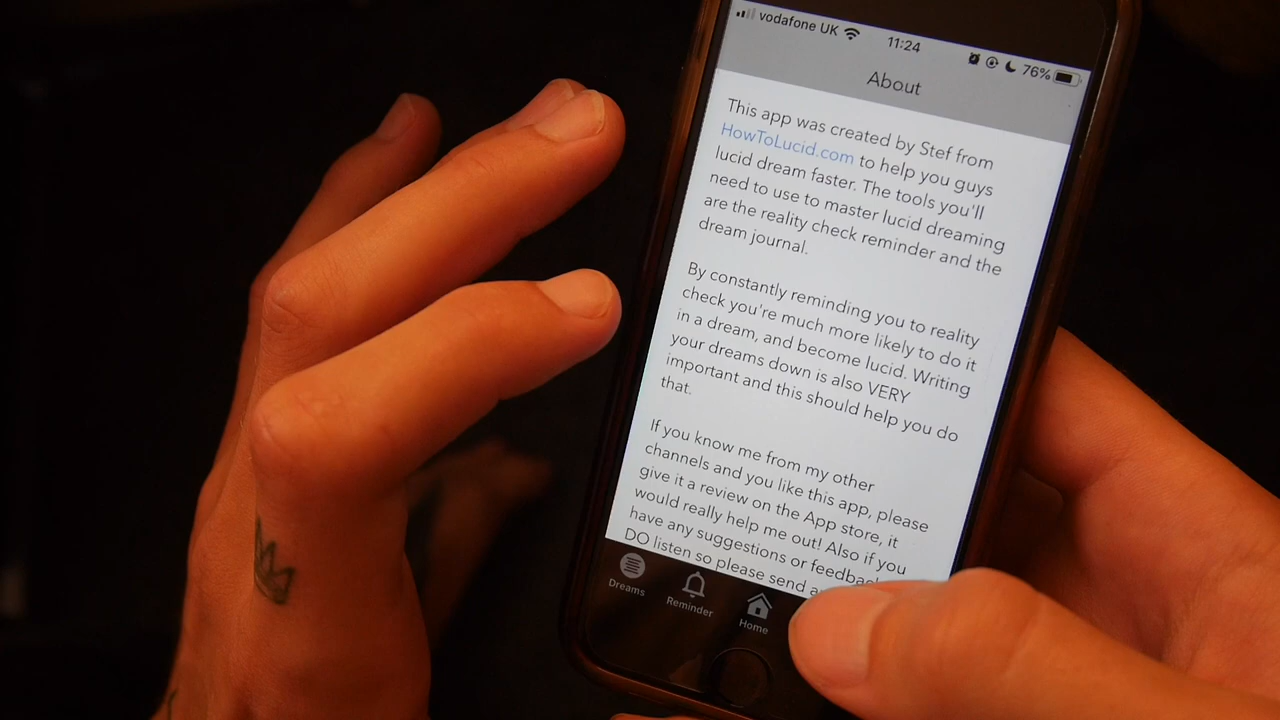 vodafone UK
11:24
76%
About
This app was created by Stef from
HowToLucid.com to help you guys
lucid dream faster. The tools you'll
need to use to master lucid dreaming
are the reality check reminder and the
dream journal.
By constantly reminding you to reality
check you're much more likely to do it
in a dream, and become lucid. Writing
your dreams down is also VERY
important and this should help you do
that.
If you know me from my other
channels and you like this app, please
give it a review on the App store, it
would really help me out! Also if you
have any suggestions or feedback
DO listen so please send
Dreams
Reminder
Home